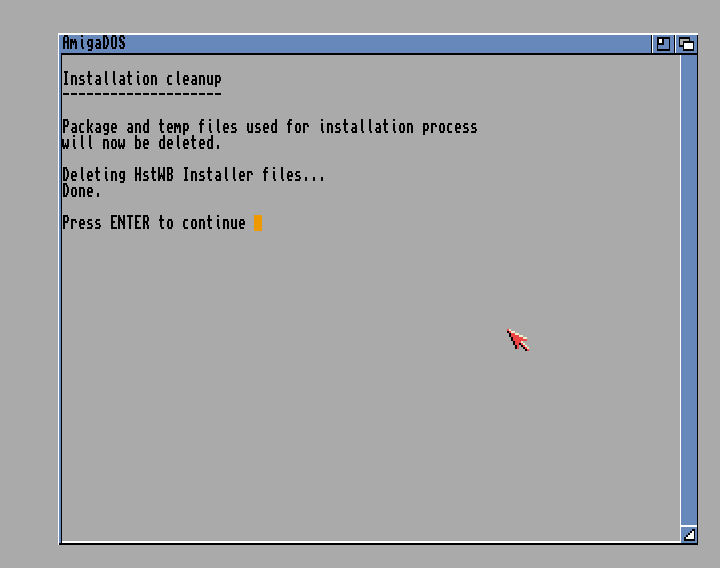 AmigaDOS
Installation cleanup
--------------------
Package and temp files used for installation process
will now be deleted.
Deleting HstWB Installer files...
Done.
Press ENTER to continue